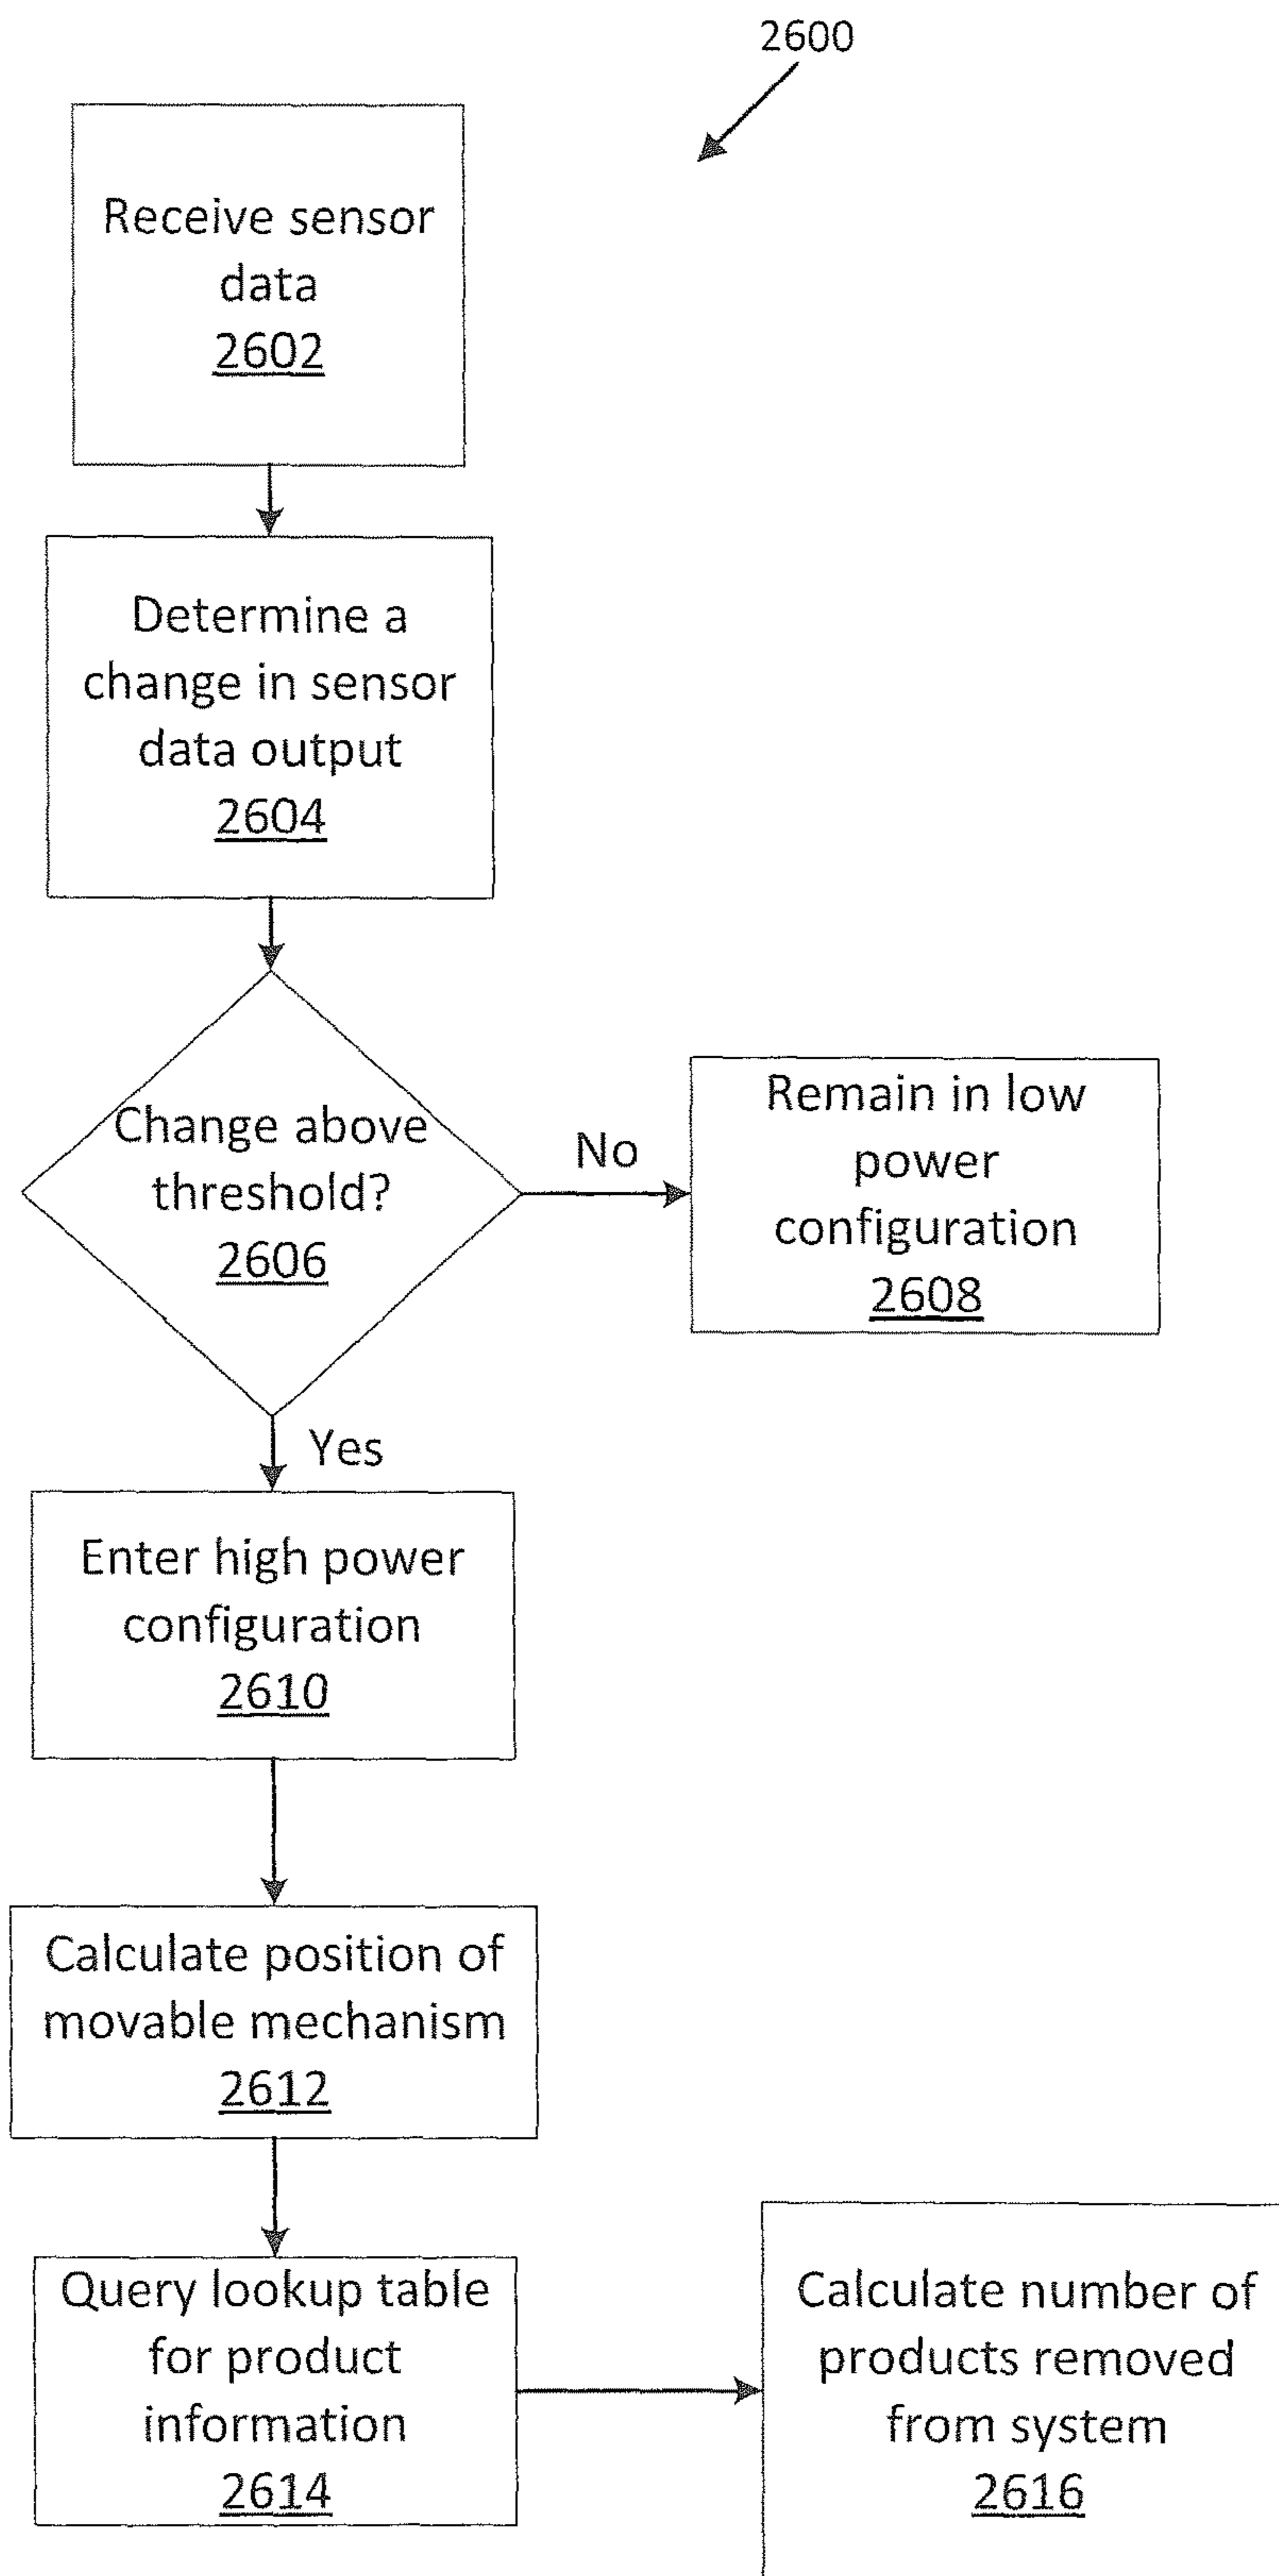 2600
Receive sensor
data
2602
Determine a
change in sensor
data output
2604
Change above
threshold?
2606
No
Remain in low
power
configuration
2608
Yes
Enter high power
configuration
2610
Calculate position of
movable mechanism
2612
Query lookup table
for product
information
2614
Calculate number of
products removed
from system
2616